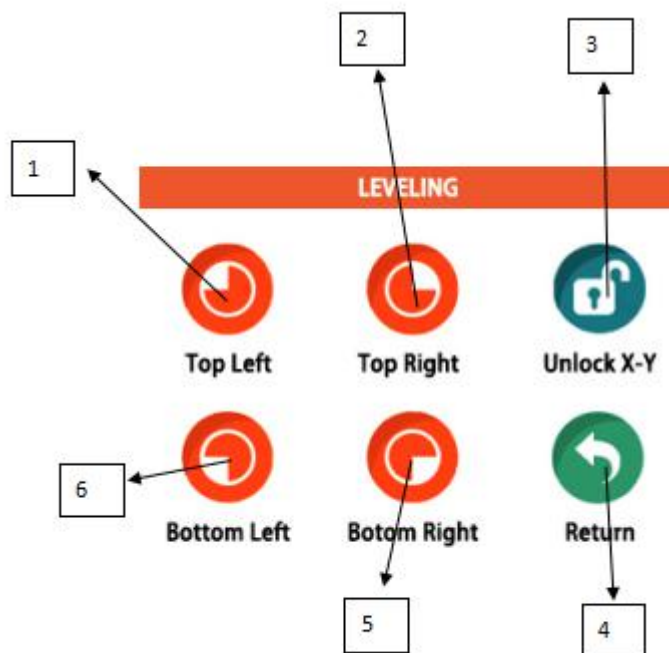 2
3
1
LEVELING
Top Left
Top Right
Unlock X-Y
6
Bottom Left
Botom Right
Return
5
4